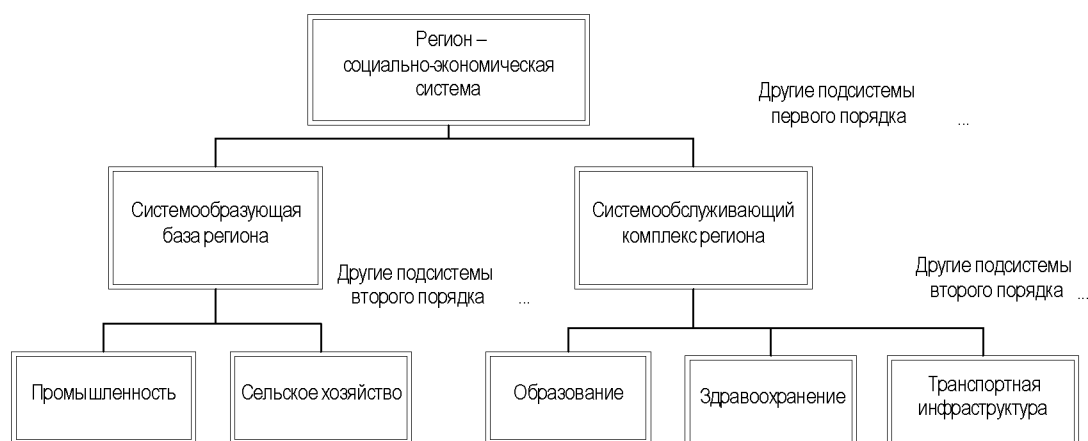 Регион –
социально-экономическая
система
Другие подсистемы
первого порядка ...
Системообразующая
база региона
Системообслуживающий
комплекс региона
Другие подсистемы
второго порядка ...
Другие подсистемы
второго порядка ...
Промышленность
Сельское хозяйство
Образование
Здравоохранение
Транспортная
инфраструктура